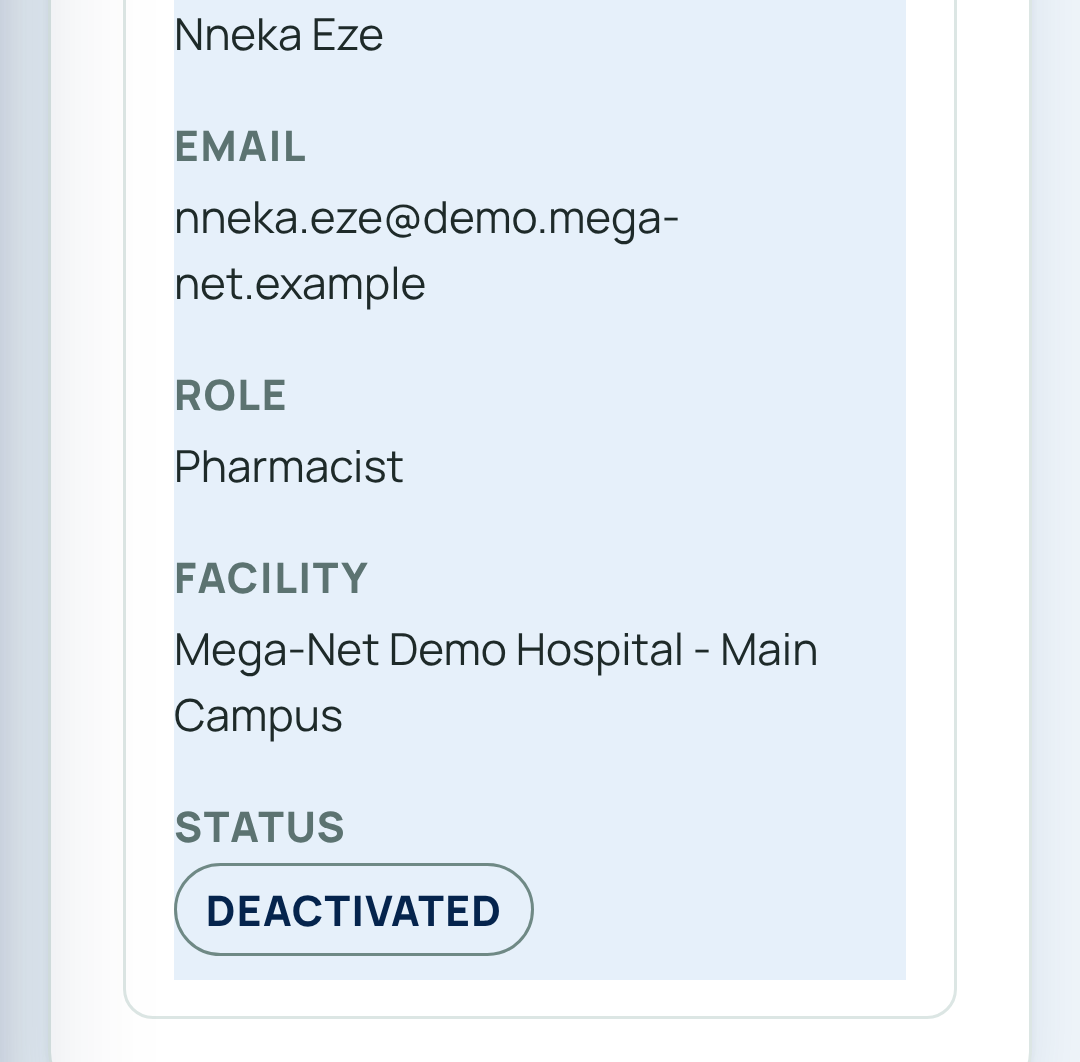 Nneka Eze
EMAIL
nneka.eze@demo.mega-
net.example
ROLE
Pharmacist
FACILITY
Mega-Net Demo Hospital - Main
Campus
STATUS
DEACTIVATED